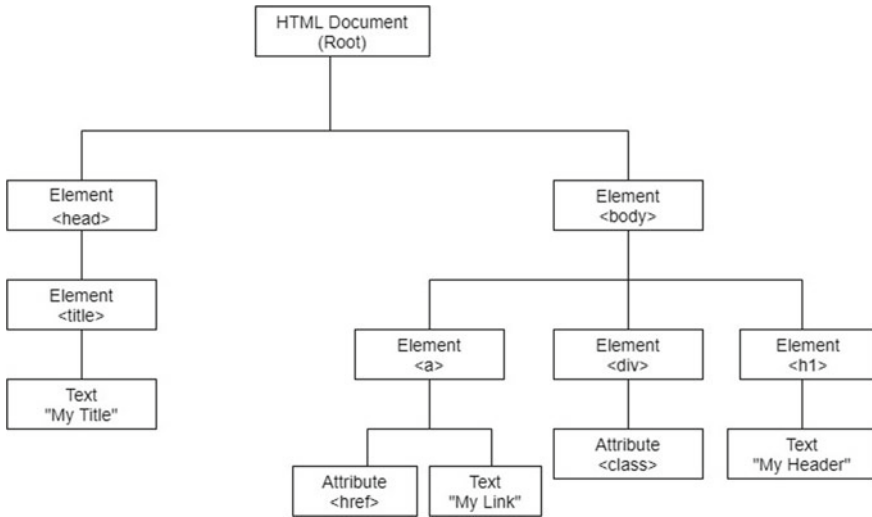 HTML Document
(Root)
Element
<head>
Element
<body>
Element
<title>
Element
<a>
Element
<div>
Element
<h1>
Text
"My Title"
Attribute
<href>
Text
"My Link"
Attribute
<class>
Text
"My Header"